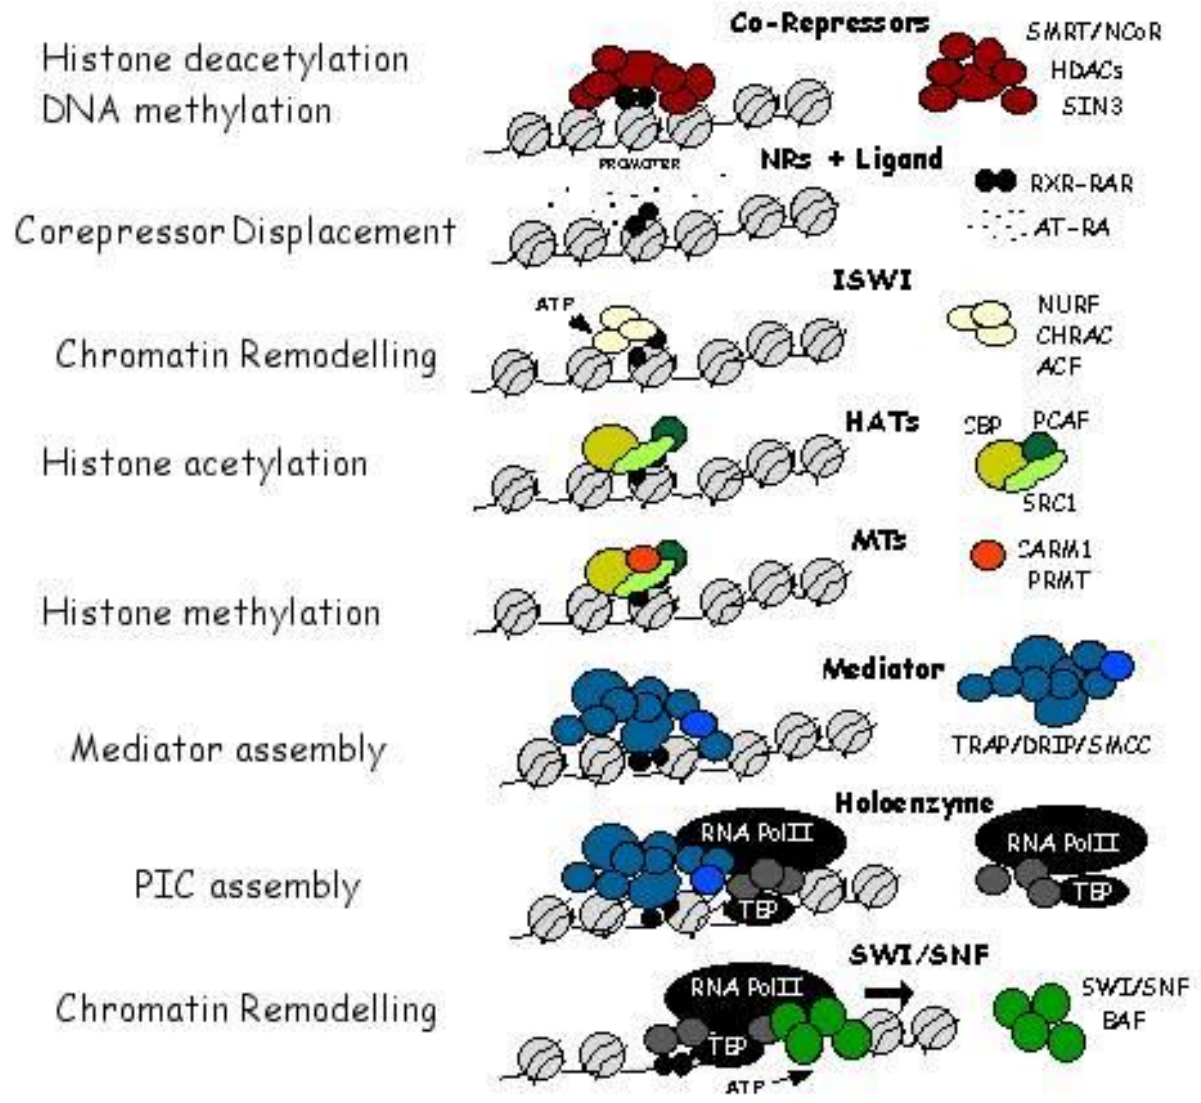 Co-Repressors
Histone deacetylation
DNA methylation
SMRT/NCoR
HDACs
SIN3
PROMOTER
NRs + Ligand
Corepressor Displacement
RXR-RAR
AT-RA
ISWI
ATP
Chromatin Remodelling
NURF
CHRAC
ACF
HATs
Histone acetylation
CBP
PCAF
SRC1
MTs
Histone methylation
CARM1
PRMT
Mediator
Mediator assembly
TRAP/DRIP/SMCC
Holoenzyme
PIC assembly
RNA PolII
TBP
RNA PolII
TBP
SWI/SNF
Chromatin Remodelling
RNA PolII
TBP
ATP
SWI/SNF
BAF